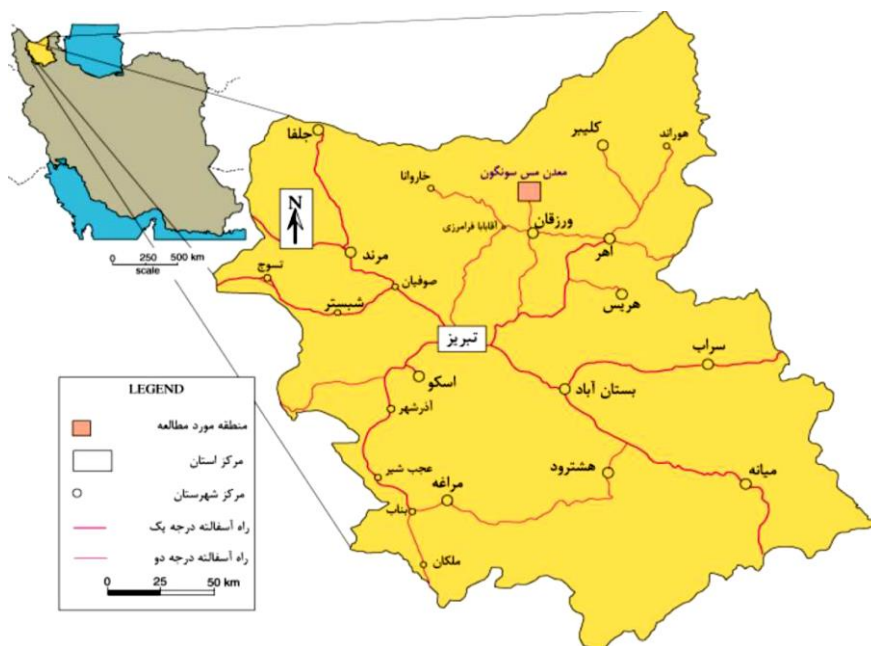 جلفا
کلیبر
هوراند
خاروانا
معدن مس سونگون
N
آقابابا فرامرزی
ورزقان
اهر
0 250 500 km
scale
مرند
تسوج
صوفیان
شبستر
هریس
تبریز
سراب
اسکو
بستان آباد
آذرشهر
عجب شیر
مراغه
هشترود
میانه
بناب
ملکان
LEGEND
منطقه مورد مطالعه
مرکز استان
مرکز شهرستان
راه آسفالته درجه یک
راه آسفالته درجه دو
0 25 50 km